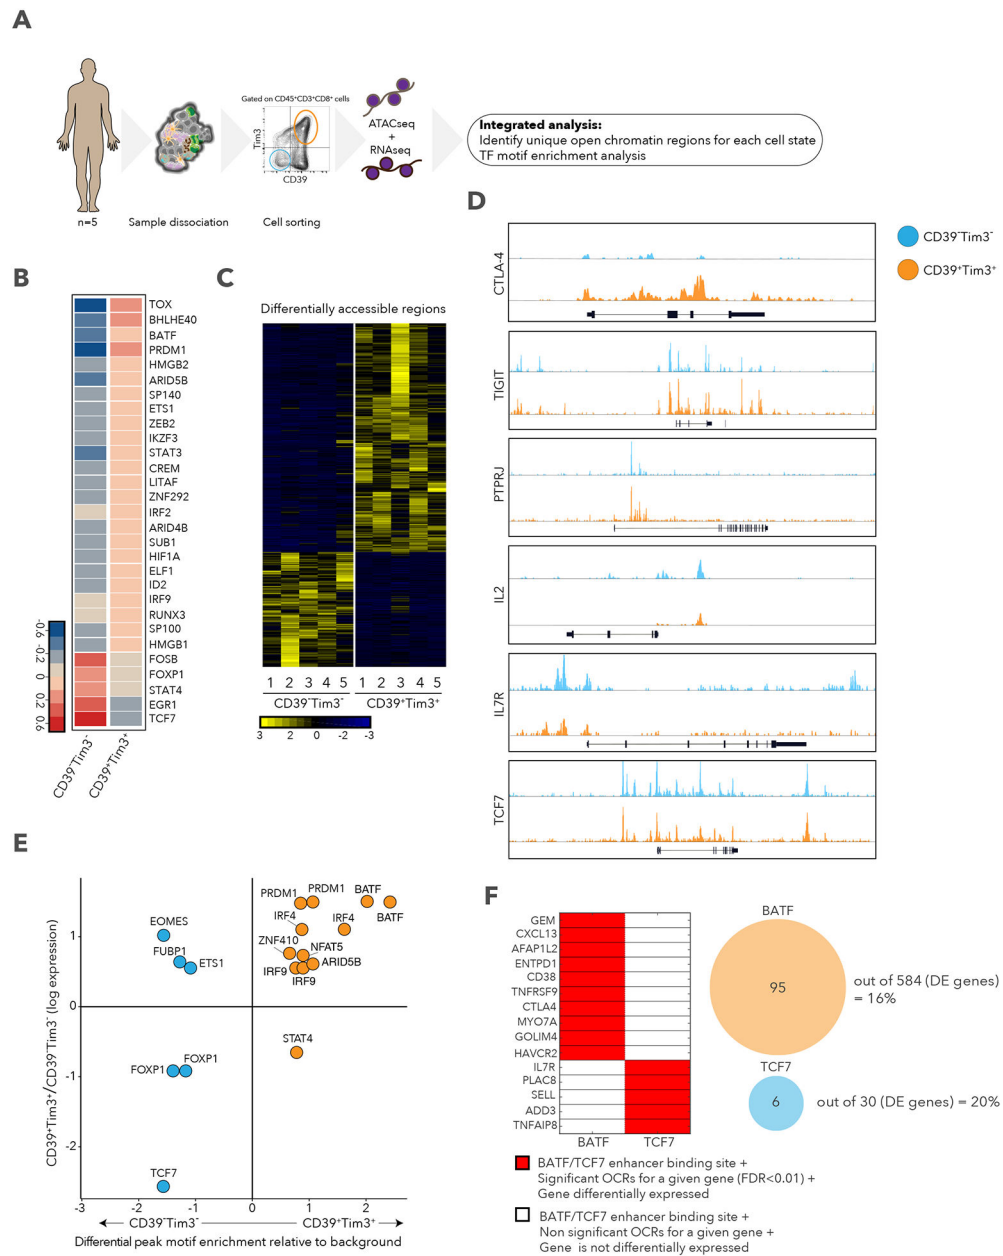 A
n=5
Sample dissociation
Gated on CD45⁺CD3⁺CD8⁺ cells
Tim3
CD39
Cell sorting
ATACseq
+
RNAseq
Integrated analysis:
Identify unique open chromatin regions for each cell state
TF motif enrichment analysis
B
TOX
BHLHE40
BATF
PRDM1
HMGB2
ARID5B
SP140
ETS1
ZEB2
IKZF3
STAT3
CREM
LITAF
ZNF292
IRF2
ARID4B
SUB1
HIF1A
ELF1
ID2
IRF9
RUNX3
SP100
HMGB1
FOSB
FOXP1
STAT4
EGR1
TCF7
-0.6
-0.2
0
0.2
0.6
CD39⁻Tim3⁻
CD39⁺Tim3⁺
C
Differentially accessible regions
1 2 3 4 5 1 2 3 4 5
CD39⁻Tim3⁻ CD39⁺Tim3⁺
3 2 0 -2 -3
D
CD39⁻Tim3⁻
CD39⁺Tim3⁺
CTLA-4
TIGIT
PTPRJ
IL2
IL7R
TCF7
E
CD39⁺Tim3⁺/CD39⁻Tim3⁻ (log expression)
1
0
-1
-2
PRDM1
PRDM1
BATF
BATF
IRF4
IRF4
EOMES
FUBP1
ETS1
ZNF410
NFAT5
ARID5B
IRF9
IRF9
STAT4
FOXP1
FOXP1
TCF7
-3 -2 -1 0 1 2
CD39⁻Tim3⁻ CD39⁺Tim3⁺
Differential peak motif enrichment relative to background
F
GEM
CXCL13
AFAP1L2
ENTPD1
CD38
TNFRSF9
CTLA4
MYO7A
GOLIM4
HAVCR2
IL7R
PLAC8
SELL
ADD3
TNFAIP8
BATF TCF7
BATF
95
out of 584 (DE genes)
= 16%
TCF7
6
out of 30 (DE genes) = 20%
BATF/TCF7 enhancer binding site +
Significant OCRs for a given gene (FDR<0.01) +
Gene differentially expressed
BATF/TCF7 enhancer binding site +
Non significant OCRs for a given gene +
Gene is not differentially expressed